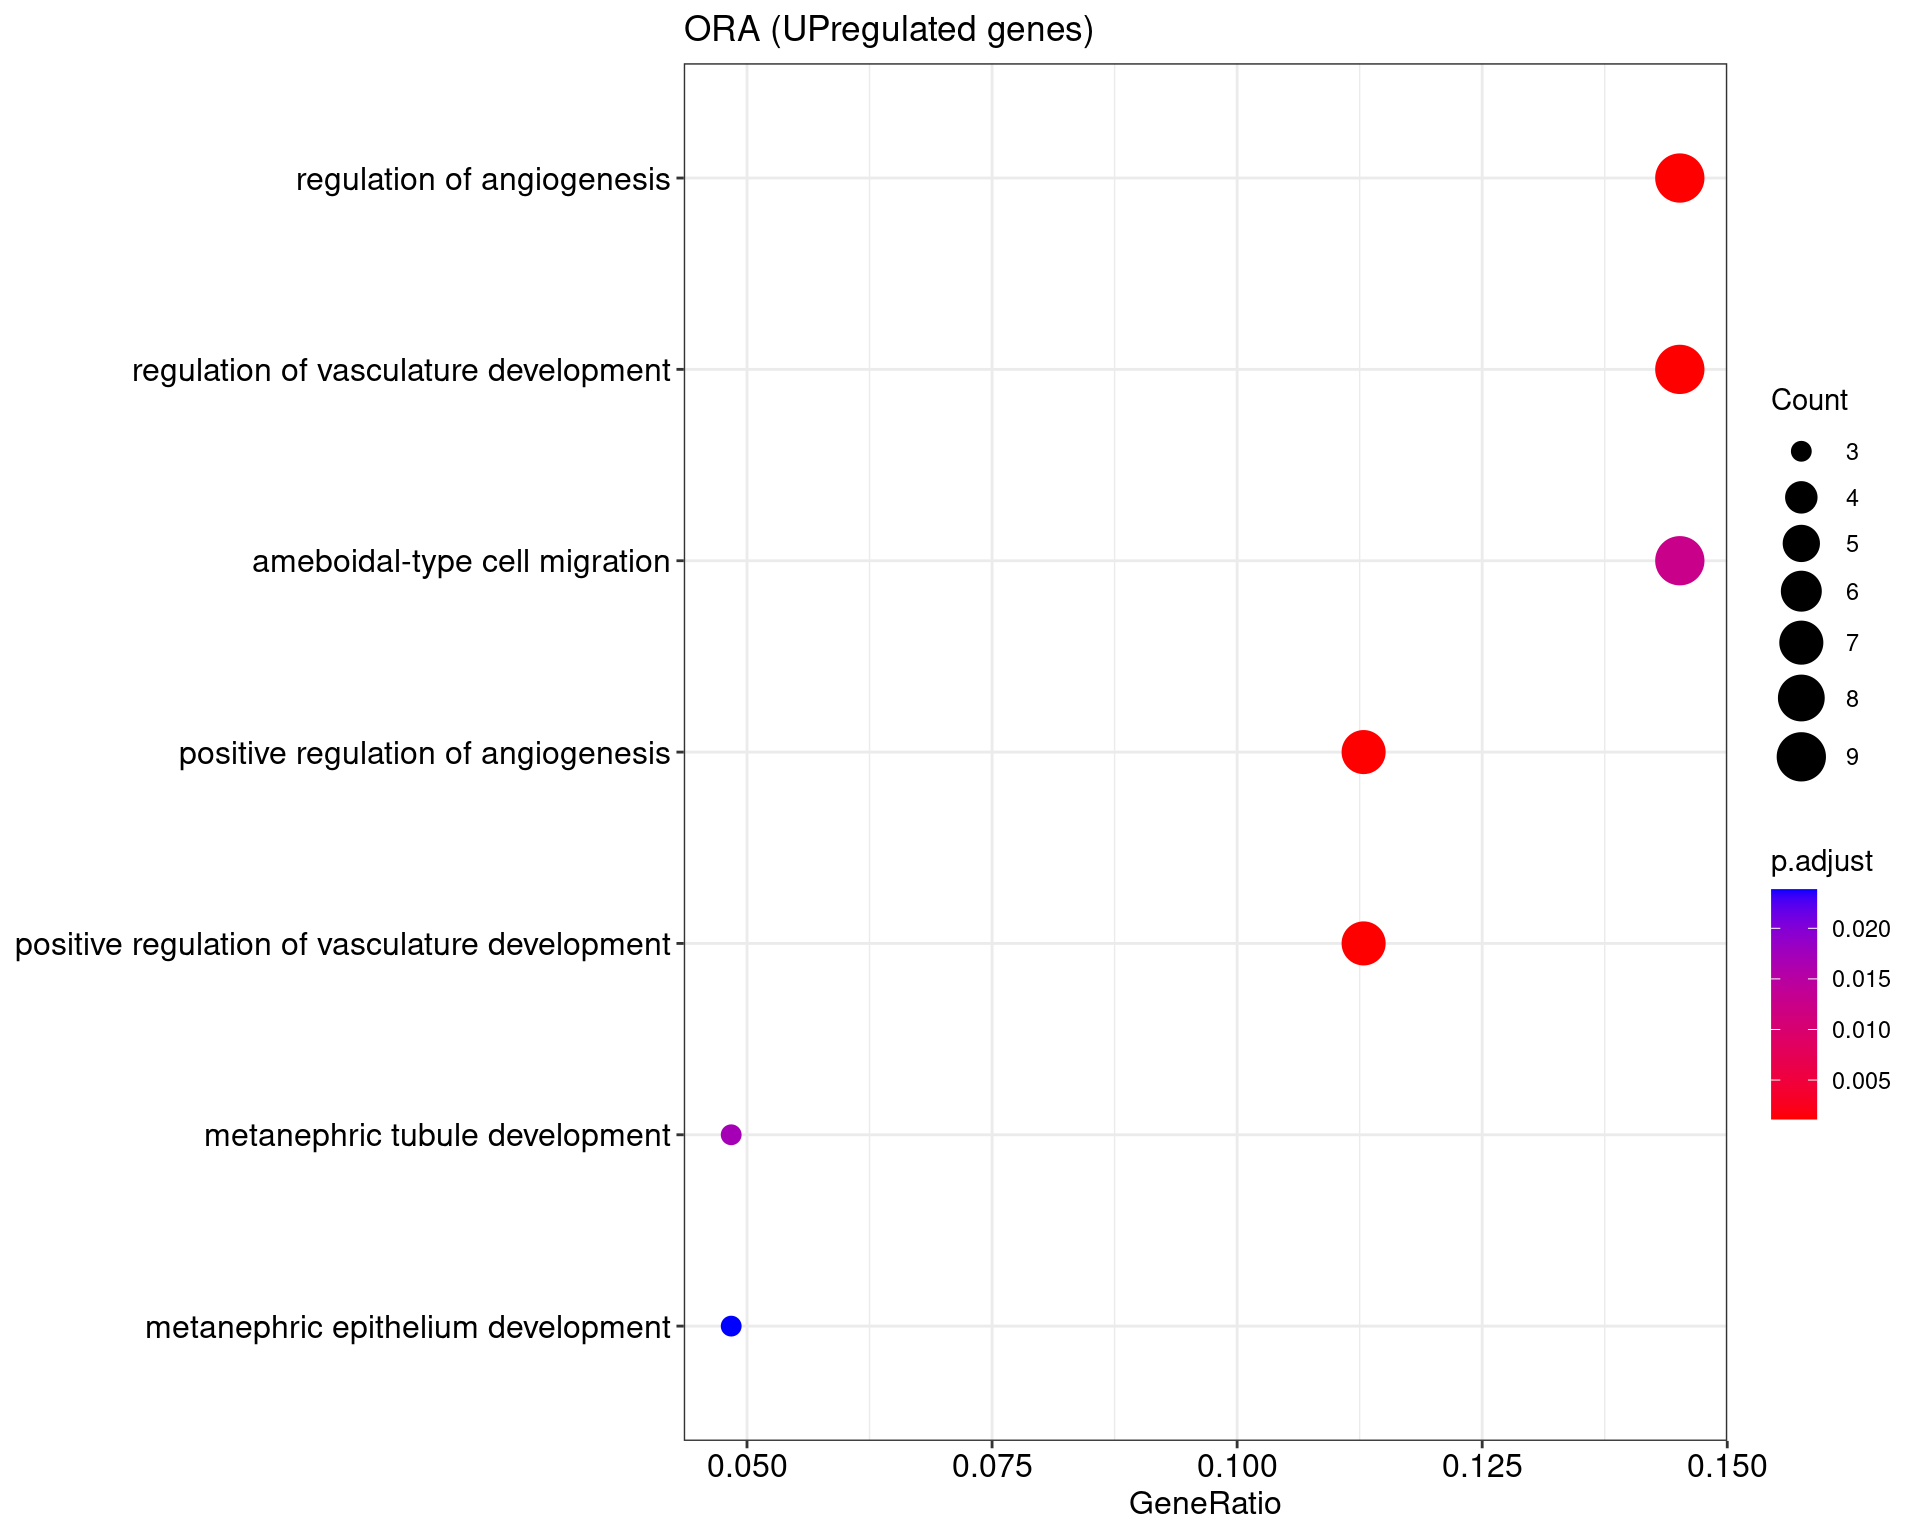 ORA (UPregulated genes)
regulation of angiogenesis
regulation of vasculature development
ameboidal-type cell migration
positive regulation of angiogenesis
positive regulation of vasculature development
metanephric tubule development
metanephric epithelium development
0.050 0.075 0.100 0.125 0.150
GeneRatio
Count
3
4
5
6
7
8
9
p.adjust
0.020
0.015
0.010
0.005